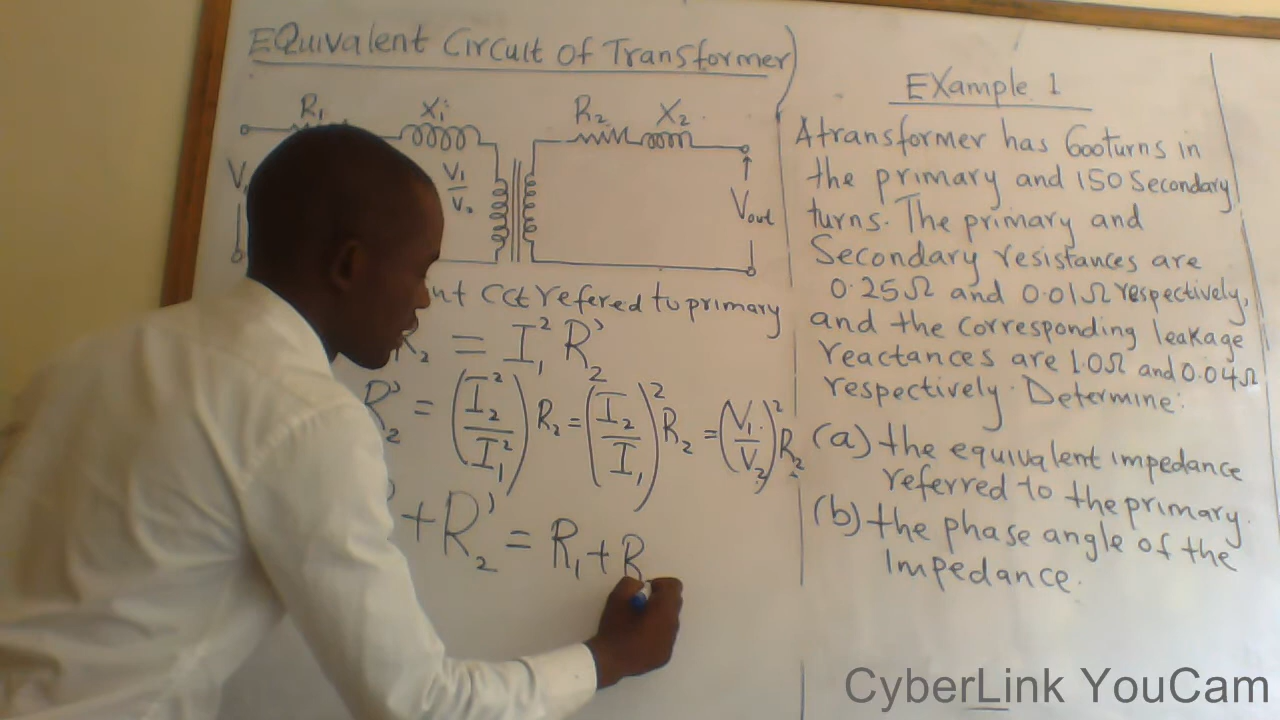 EQuivalent Circuit Of Transformer
R₁ X₁ R₂ X₂
V₁/V₂
V Vout
nt cct refered to primary
R₂ = I₁² R₂'
R₂' = (I₂²/I₁²) R₂ = (I₂/I₁)² R₂ = (V₁/V₂)² R₂
+ R₂' = R₁ + R
EXample 1
A transformer has 600 turns in
the primary and 150 Secondary
turns. The primary and
Secondary resistances are
0.25Ω and 0.01Ω respectively,
and the corresponding leakage
reactances are 1.0Ω and 0.04Ω
respectively. Determine:
(a) the equivalent impedance
referred to the primary.
(b) the phase angle of the
Impedance.
CyberLink YouCam